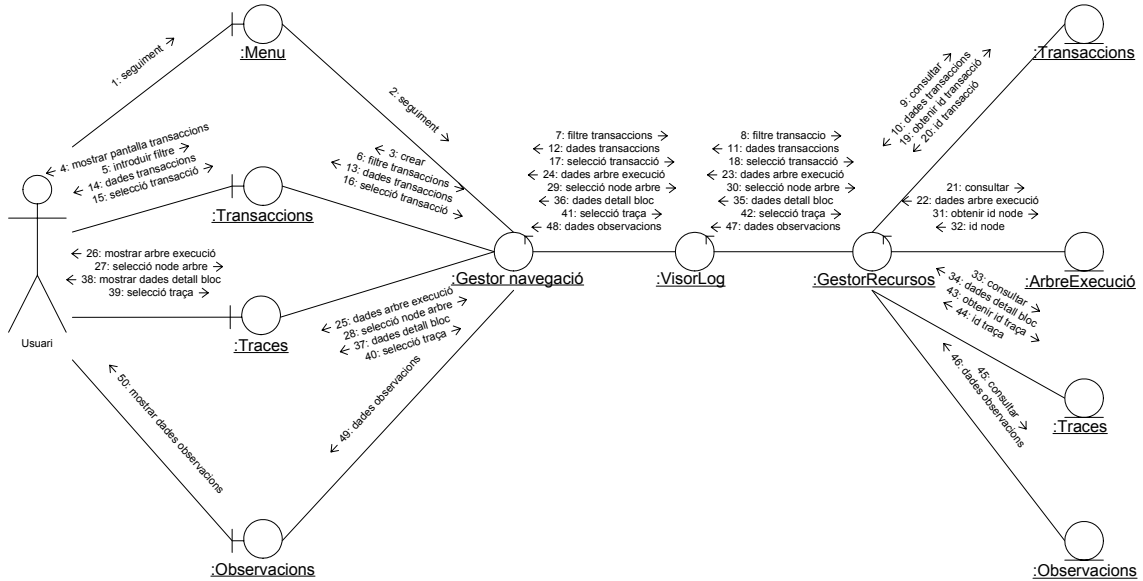 :Menu
:Transaccions
1: seguiment
2: seguiment
9: consultar
10: dades transaccions
19: obtenir id transacció
20: id transacció
4: mostrar pantalla transaccions
5: introduir filtre
14: dades transaccions
15: selecció transacció
3: crear
6: filtre transaccions
13: dades transaccions
16: selecció transacció
7: filtre transaccions
12: dades transaccions
17: selecció transacció
24: dades arbre execució
29: selecció node arbre
36: dades detall bloc
41: selecció traça
48: dades observacions
8: filtre transaccio
11: dades transaccions
18: selecció transacció
23: dades arbre execució
30: selecció node arbre
35: dades detall bloc
42: selecció traça
47: dades observacions
21: consultar
22: dades arbre execució
31: obtenir id node
32: id node
:Transaccions
26: mostrar arbre execució
27: selecció node arbre
38: mostrar dades detall bloc
39: selecció traça
:Gestor navegació
:VisorLog
:GestorRecursos
:ArbreExecució
33: consultar
34: dades detall bloc
43: obtenir id traça
44: id traça
25: dades arbre execució
28: selecció node arbre
37: dades detall bloc
40: selecció traça
Usuari
:Traces
50: mostrar dades observacions
49: dades observacions
45: consultar
46: dades observacions
:Traces
:Observacions
:Observacions